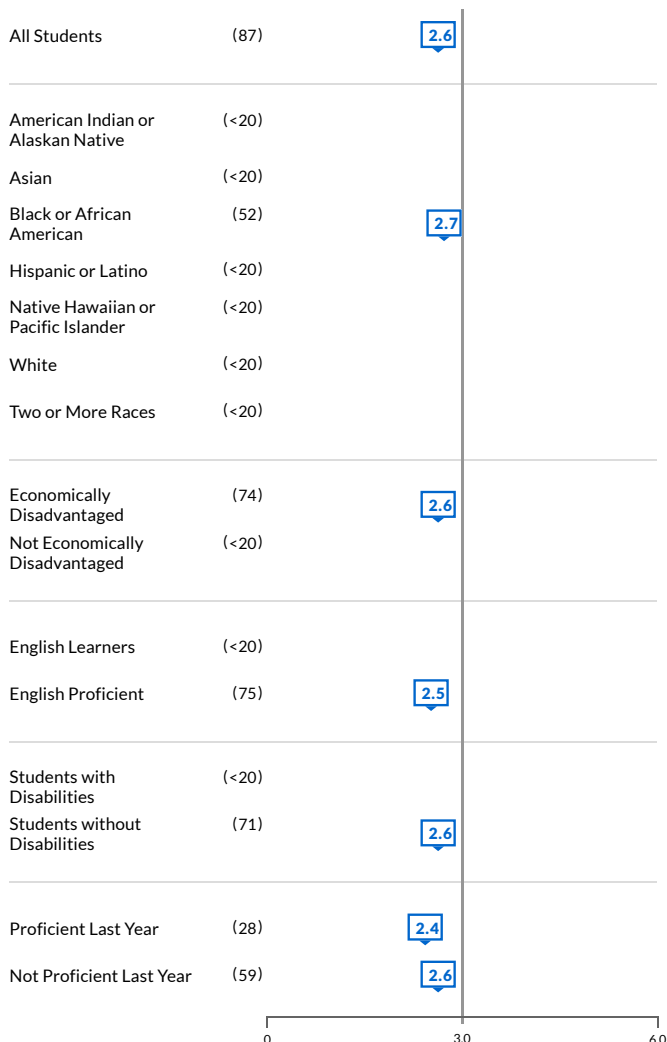 All Students (87) 2.6
American Indian or (<20)
Alaskan Native
Asian (<20)
Black or African (52) 2.7
American
Hispanic or Latino (<20)
Native Hawaiian or (<20)
Pacific Islander
White (<20)
Two or More Races (<20)
Economically (74) 2.6
Disadvantaged
Not Economically (<20)
Disadvantaged
English Learners (<20)
English Proficient (75) 2.5
Students with (<20)
Disabilities
Students without (71) 2.6
Disabilities
Proficient Last Year (28) 2.4
Not Proficient Last Year (59) 2.6
0 3.0 6.0